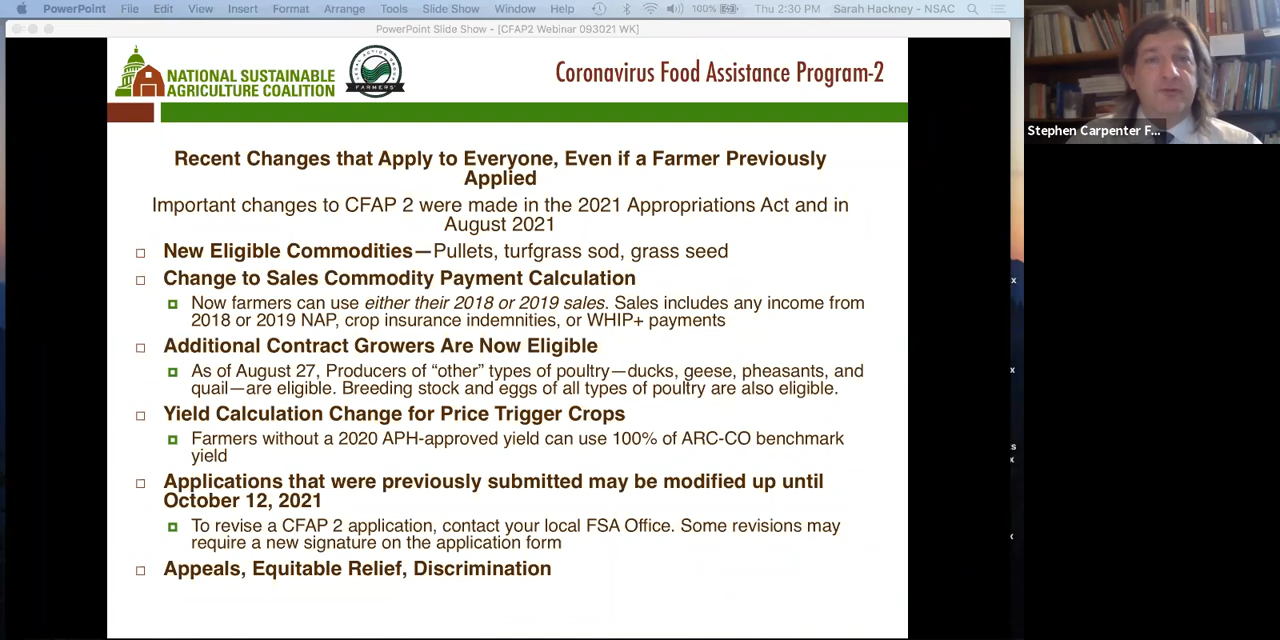 PowerPoint File Edit View Insert Format Arrange Tools Slide Show Window Help 100% Thu 2:30 PM Sarah Hackney - NSAC
PowerPoint Slide Show - [CFAP2 Webinar 093021 WK]
NATIONAL SUSTAINABLE
AGRICULTURE COALITION
FARMERS'
Coronavirus Food Assistance Program-2
Stephen Carpenter F...
Recent Changes that Apply to Everyone, Even if a Farmer Previously
Applied
Important changes to CFAP 2 were made in the 2021 Appropriations Act and in
August 2021
New Eligible Commodities—Pullets, turfgrass sod, grass seed
Change to Sales Commodity Payment Calculation
Now farmers can use either their 2018 or 2019 sales. Sales includes any income from
2018 or 2019 NAP, crop insurance indemnities, or WHIP+ payments
Additional Contract Growers Are Now Eligible
As of August 27, Producers of “other” types of poultry—ducks, geese, pheasants, and
quail—are eligible. Breeding stock and eggs of all types of poultry are also eligible.
Yield Calculation Change for Price Trigger Crops
Farmers without a 2020 APH-approved yield can use 100% of ARC-CO benchmark
yield
Applications that were previously submitted may be modified up until
October 12, 2021
To revise a CFAP 2 application, contact your local FSA Office. Some revisions may
require a new signature on the application form
Appeals, Equitable Relief, Discrimination